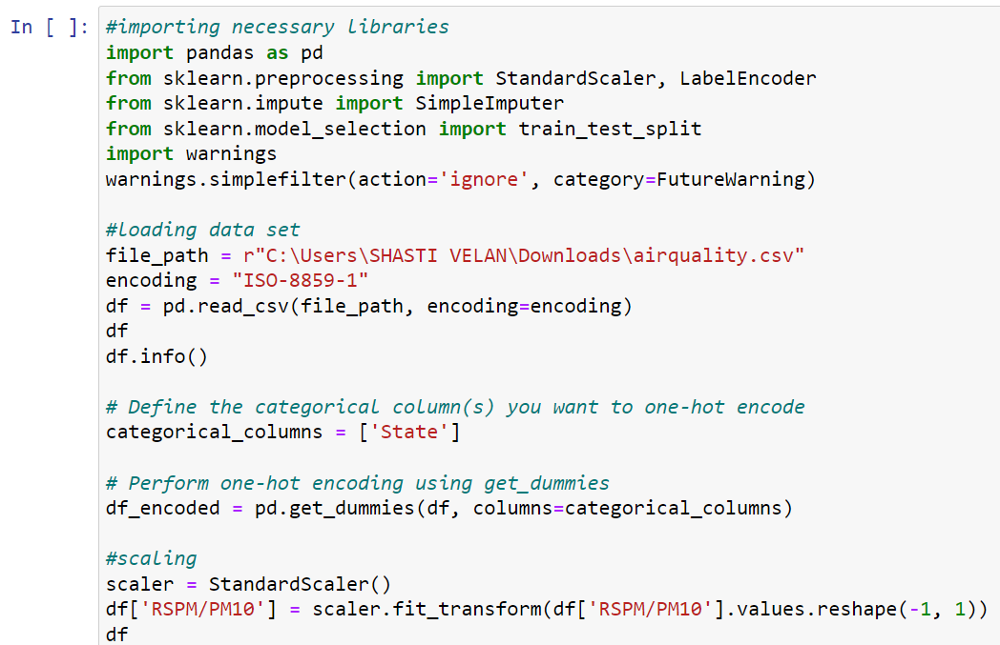 In [ ]: #importing necessary libraries
import pandas as pd
from sklearn.preprocessing import StandardScaler, LabelEncoder
from sklearn.impute import SimpleImputer
from sklearn.model_selection import train_test_split
import warnings
warnings.simplefilter(action='ignore', category=FutureWarning)
#loading data set
file_path = r"C:\Users\SHASTI VELAN\Downloads\airquality.csv"
encoding = "ISO-8859-1"
df = pd.read_csv(file_path, encoding=encoding)
df
df.info()
# Define the categorical column(s) you want to one-hot encode
categorical_columns = ['State']
# Perform one-hot encoding using get_dummies
df_encoded = pd.get_dummies(df, columns=categorical_columns)
#scaling
scaler = StandardScaler()
df['RSPM/PM10'] = scaler.fit_transform(df['RSPM/PM10'].values.reshape(-1, 1))
df